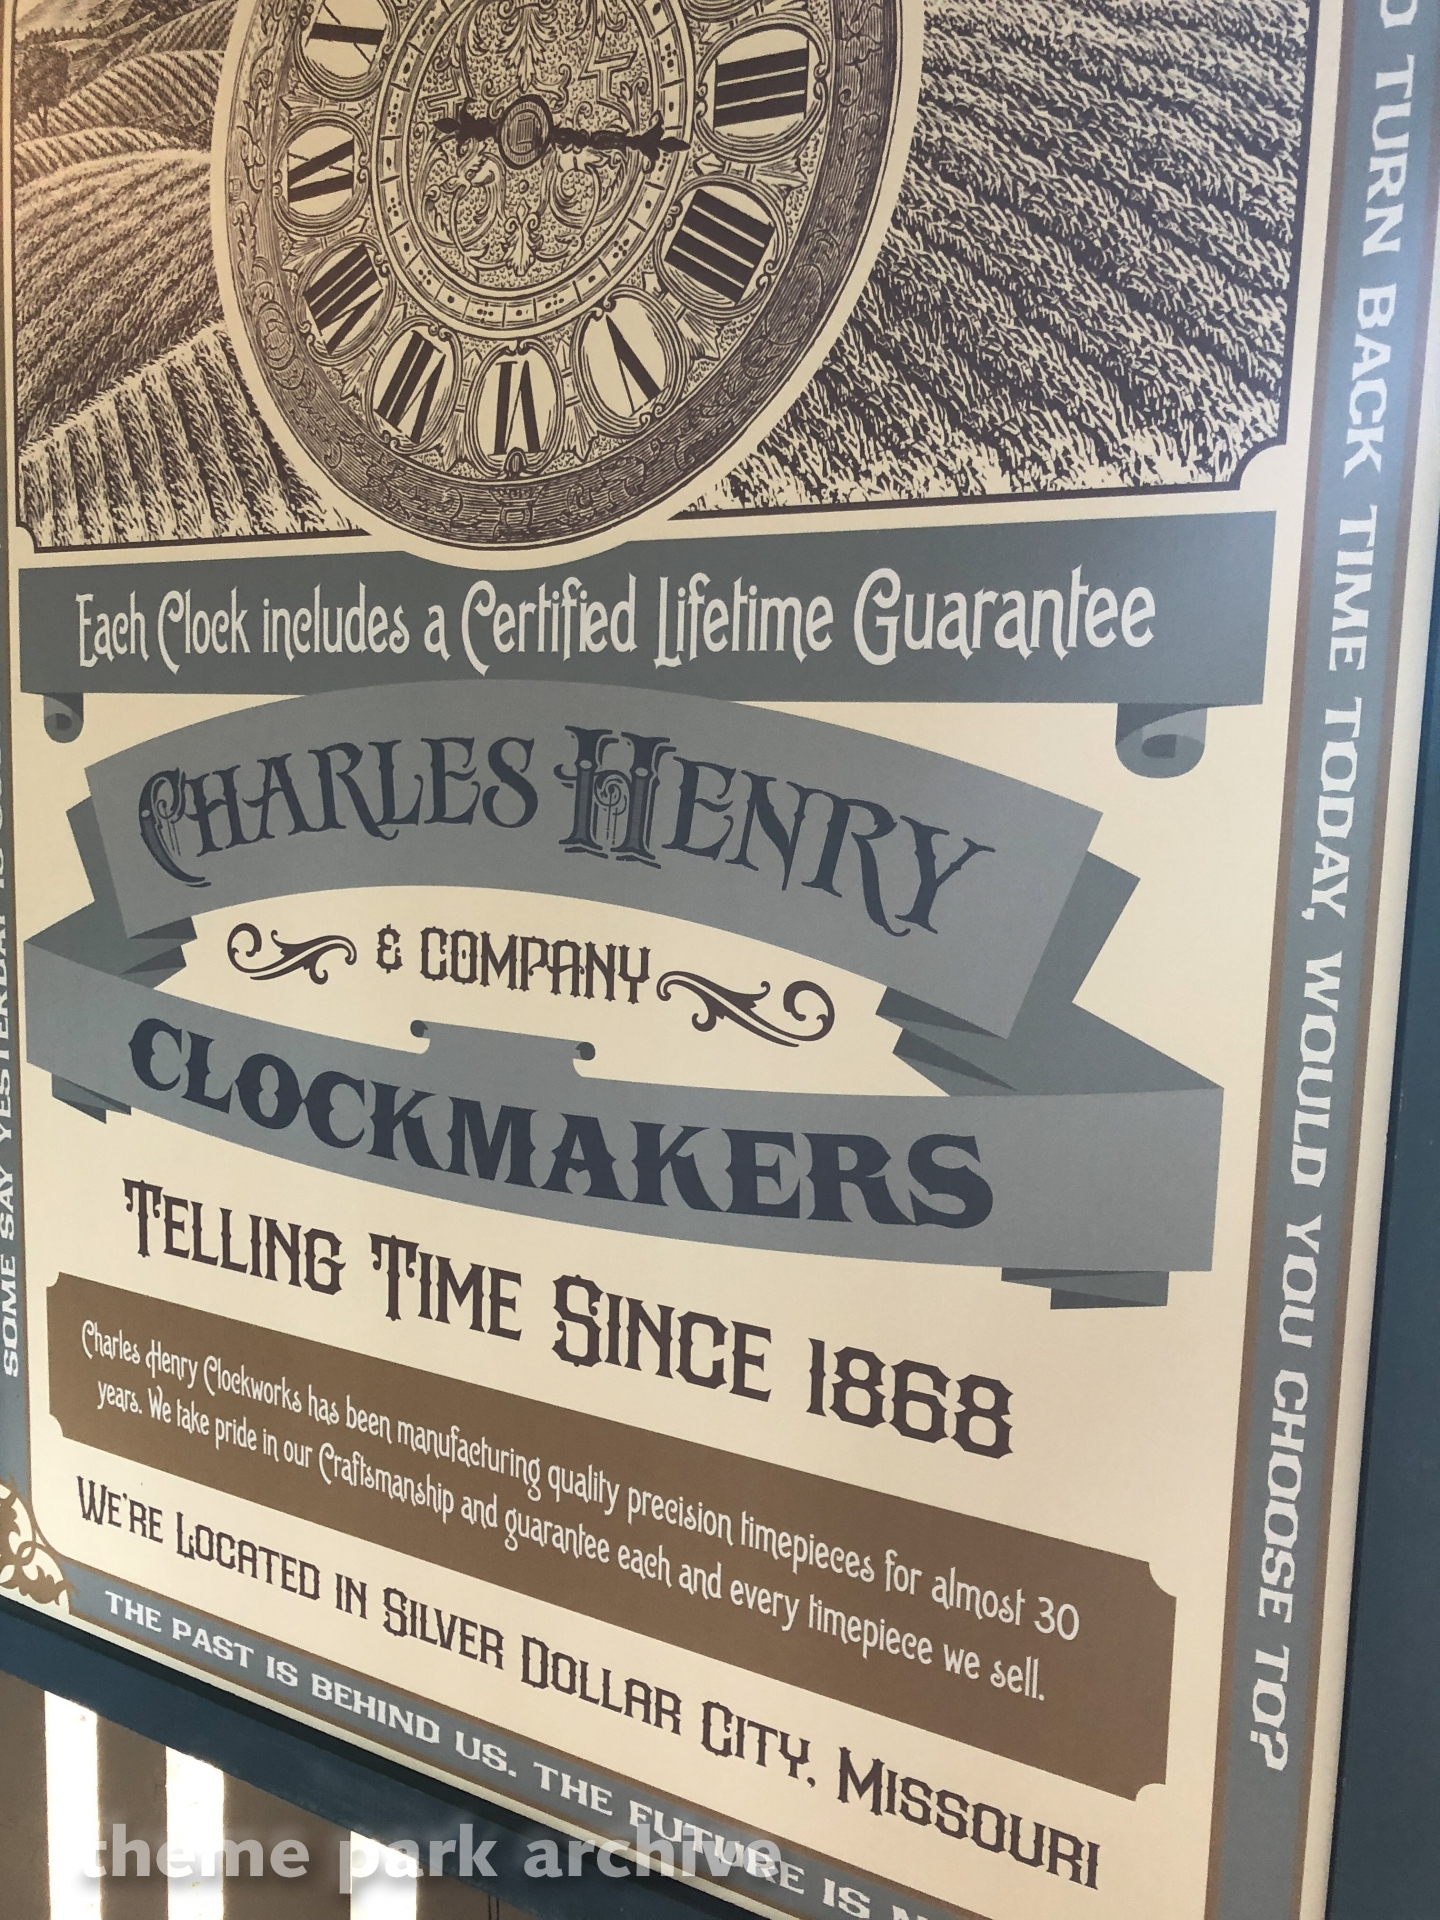 Each Clock includes a Certified Lifetime Guarantee
CHARLES HENRY
& COMPANY
CLOCKMAKERS
TELLING TIME SINCE 1868
Charles Henry Clockworks has been manufacturing quality precision timepieces for almost 30
years. We take pride in our Craftsmanship and guarantee each and every timepiece we sell.
WE'RE LOCATED IN SILVER DOLLAR CITY, MISSOURI
THE PAST IS BEHIND US. THE FUTURE IS
SOME SAY YESTERDAY
TURN BACK TIME TODAY, WOULD YOU CHOOSE TO?
theme park archive